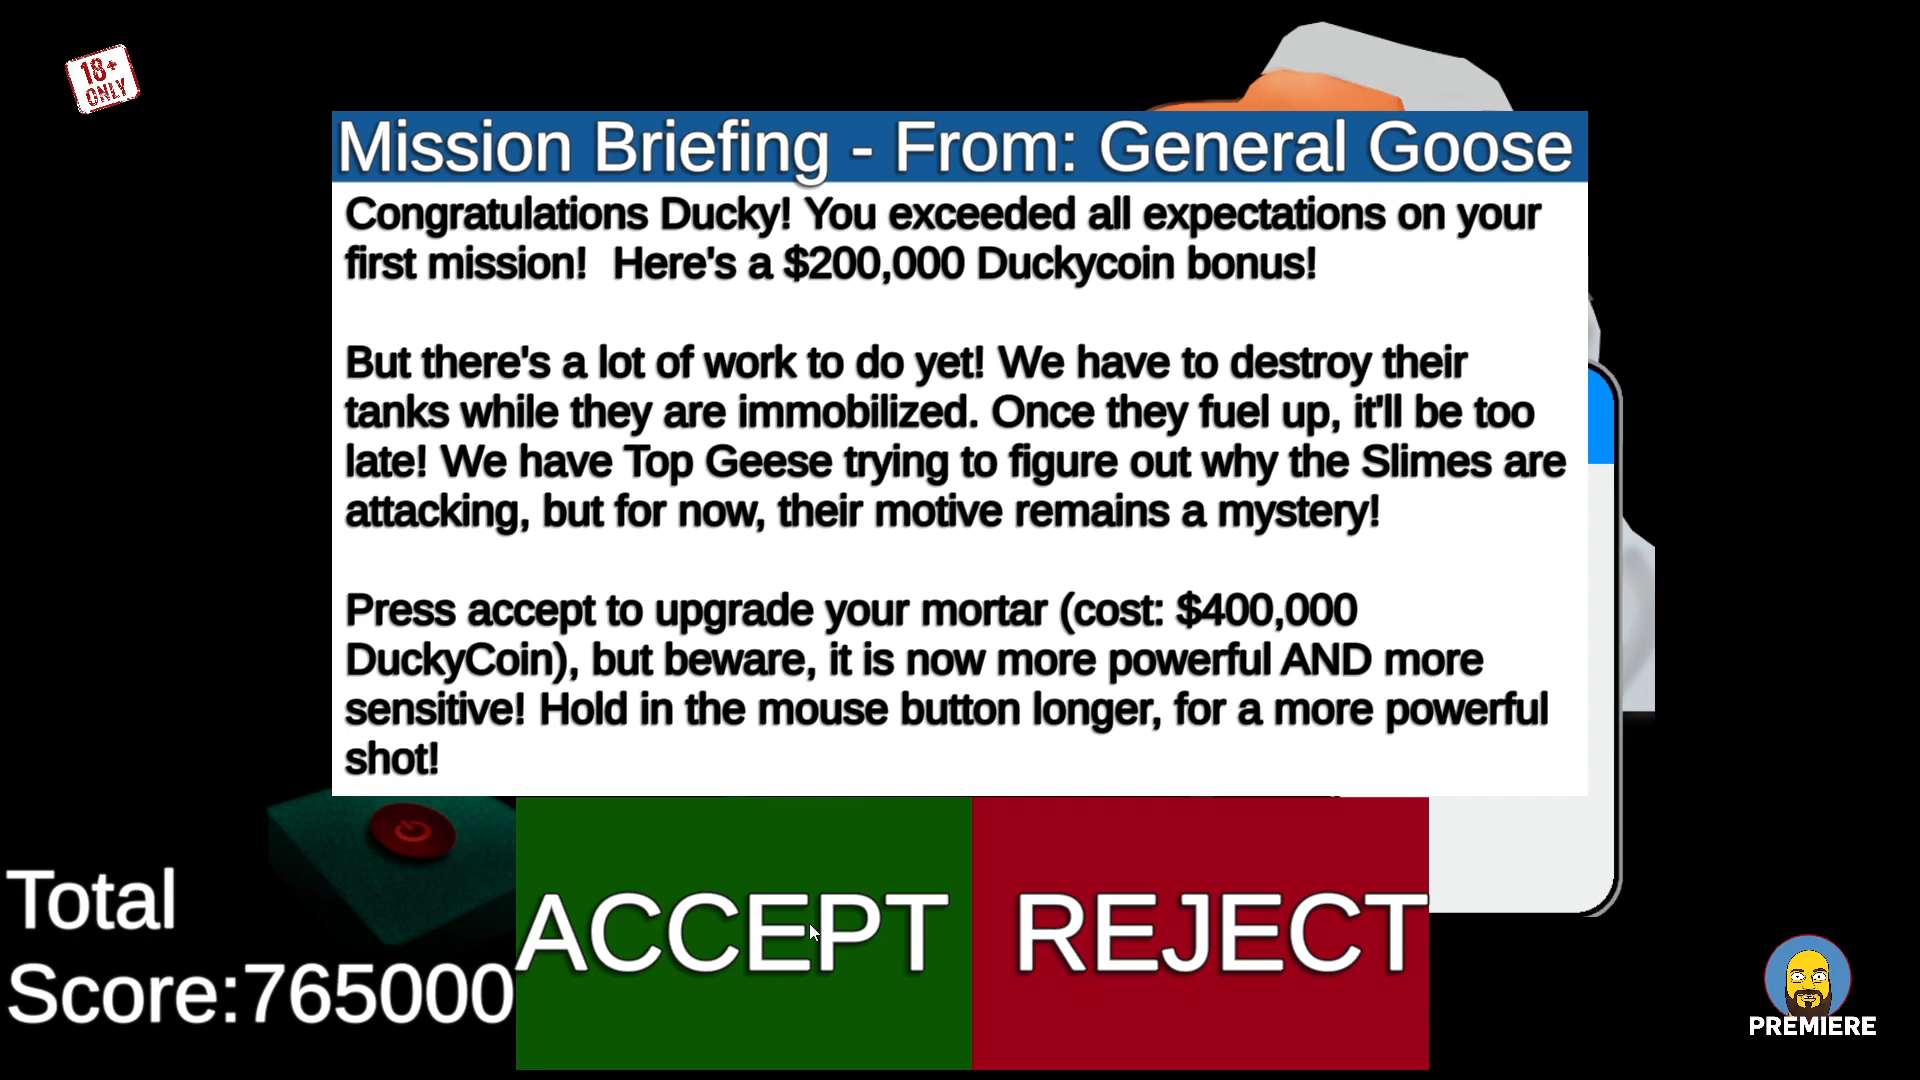 18+
ONLY
Mission Briefing - From: General Goose
Congratulations Ducky! You exceeded all expectations on your
first mission!  Here's a $200,000 Duckycoin bonus!
But there's a lot of work to do yet! We have to destroy their
tanks while they are immobilized. Once they fuel up, it'll be too
late! We have Top Geese trying to figure out why the Slimes are
attacking, but for now, their motive remains a mystery!
Press accept to upgrade your mortar (cost: $400,000
DuckyCoin), but beware, it is now more powerful AND more
sensitive! Hold in the mouse button longer, for a more powerful
shot!
Total
Score:765000
ACCEPT
REJECT
PREMIERE